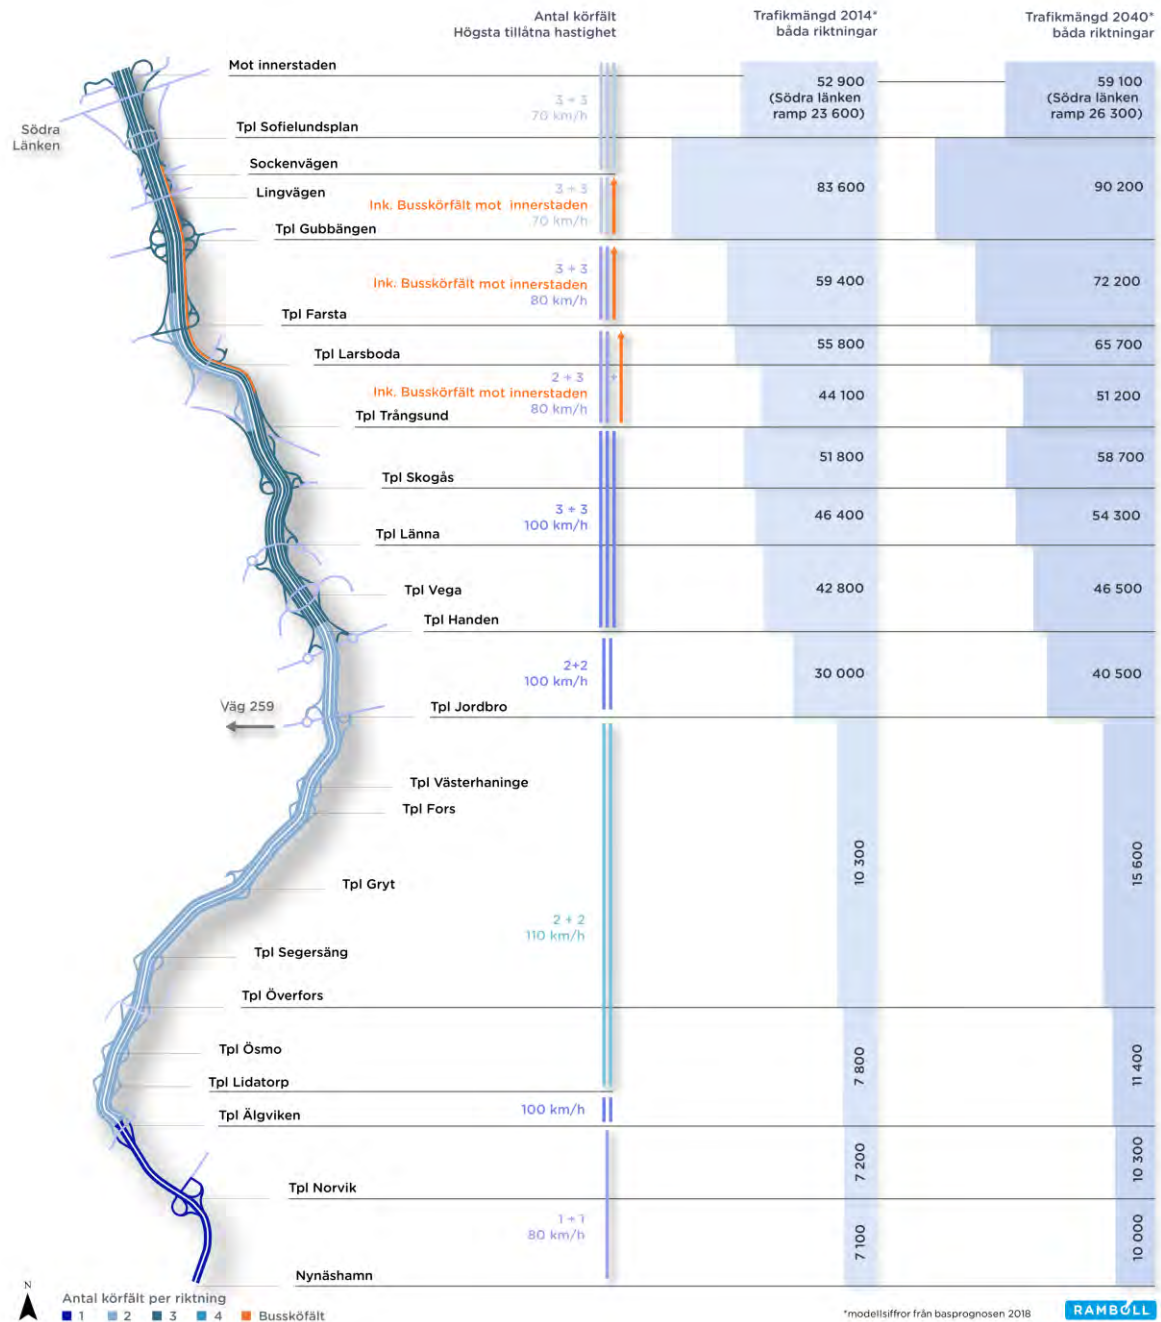 Antal körfält
Högsta tillåtna hastighet
Trafikmängd 2014*
båda riktningar
Trafikmängd 2040*
båda riktningar
Mot innerstaden
52 900
(Södra länken
ramp 23 600)
59 100
(Södra länken
ramp 26 300)
3 + 3
70 km/h
Södra
Länken
Tpl Sofielundsplan
Sockenvägen
Lingvägen
3 + 3
Ink. Busskörfält mot innerstaden
70 km/h
83 600
90 200
Tpl Gubbängen
3 + 3
Ink. Busskörfält mot innerstaden
80 km/h
59 400
72 200
Tpl Farsta
55 800
65 700
Tpl Larsboda
2 + 3
+
Ink. Busskörfält mot innerstaden
80 km/h
44 100
51 200
Tpl Trångsund
51 800
58 700
Tpl Skogås
3 + 3
100 km/h
46 400
54 300
Tpl Länna
Tpl Vega
42 800
46 500
Tpl Handen
2+2
100 km/h
30 000
40 500
Väg 259
Tpl Jordbro
Tpl Västerhaninge
Tpl Fors
Tpl Gryt
10 300
15 600
2 + 2
110 km/h
Tpl Segersäng
Tpl Överfors
Tpl Ösmo
7 800
11 400
Tpl Lidatorp
100 km/h
Tpl Älgviken
7 200
10 300
Tpl Norvik
1 + 1
80 km/h
7 100
10 000
Nynäshamn
N
Antal körfält per riktning
1 2 3 4 Bussköfält
*modellsiffror från basprognosen 2018
RAMBOLL